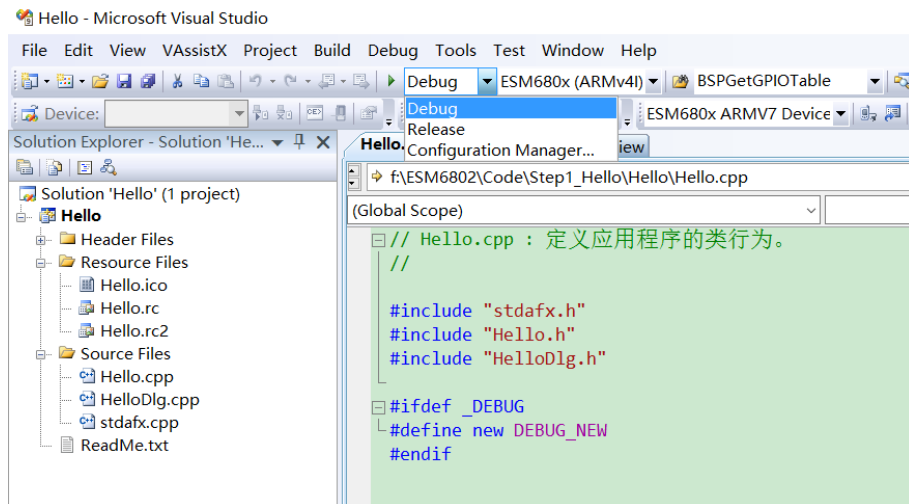 Hello - Microsoft Visual Studio
File Edit View VAssistX Project Build Debug Tools Test Window Help
Debug ESM680x (ARMv4I) BSPGetGPIOTable
Device: CEX ESM680x ARMV7 Device
Debug
Release
Configuration Manager...
Solution Explorer - Solution 'He...
Hello. iew
Solution 'Hello' (1 project)
Hello
Header Files
Resource Files
Hello.ico
Hello.rc
Hello.rc2
Source Files
Hello.cpp
HelloDlg.cpp
stdafx.cpp
ReadMe.txt
f:\ESM6802\Code\Step1_Hello\Hello\Hello.cpp
(Global Scope)
// Hello.cpp : 定义应用程序的类行为。
//
#include "stdafx.h"
#include "Hello.h"
#include "HelloDlg.h"
#ifdef _DEBUG
#define new DEBUG_NEW
#endif